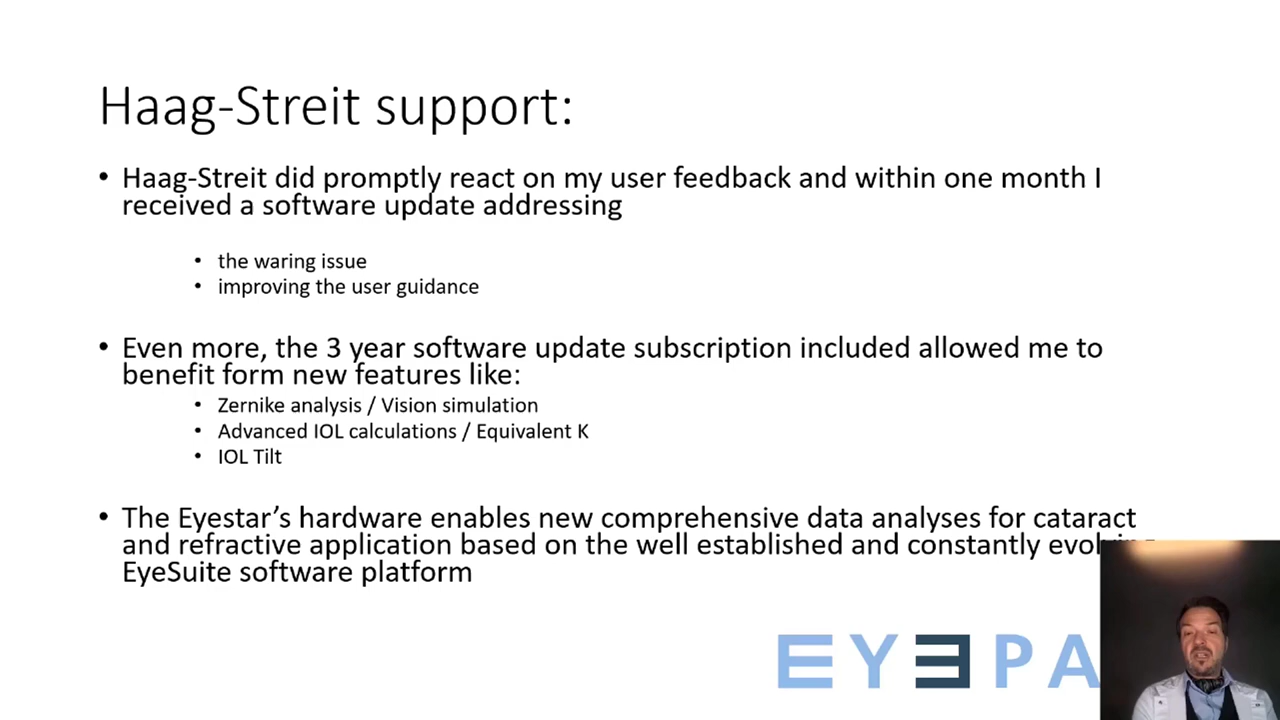 Haag-Streit support:
• Haag-Streit did promptly react on my user feedback and within one month I
received a software update addressing
• the waring issue
• improving the user guidance
• Even more, the 3 year software update subscription included allowed me to
benefit form new features like:
• Zernike analysis / Vision simulation
• Advanced IOL calculations / Equivalent K
• IOL Tilt
• The Eyestar’s hardware enables new comprehensive data analyses for cataract
and refractive application based on the well established and constantly evolving
EyeSuite software platform
EYEPA